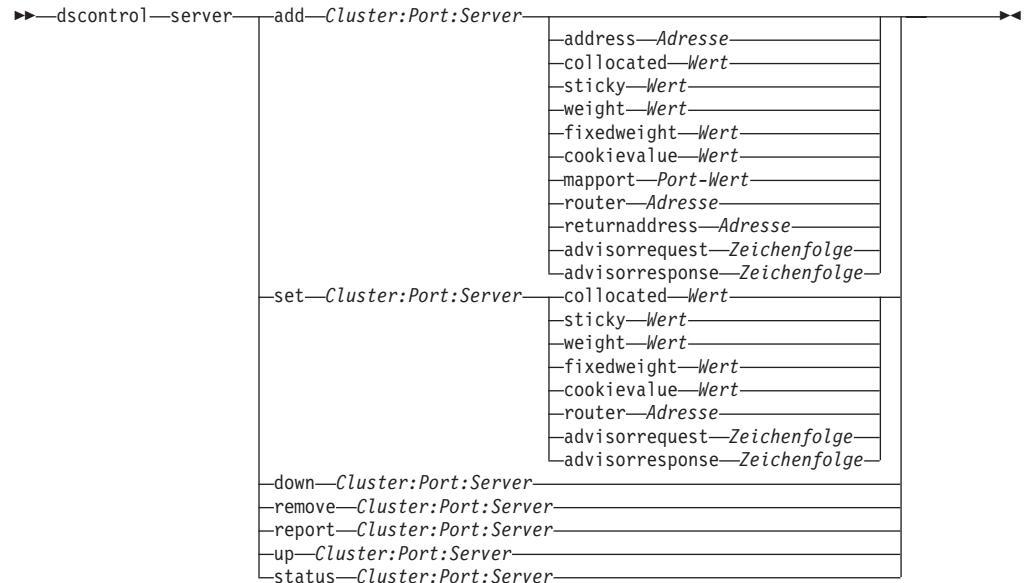 dscontrol server add Cluster:Port:Server
address Adresse
collocated Wert
sticky Wert
weight Wert
fixedweight Wert
cookievalue Wert
mapport Port-Wert
router Adresse
returnaddress Adresse
advisorrequest Zeichenfolge
advisorresponse Zeichenfolge
set Cluster:Port:Server collocated Wert
sticky Wert
weight Wert
fixedweight Wert
cookievalue Wert
router Adresse
advisorrequest Zeichenfolge
advisorresponse Zeichenfolge
down Cluster:Port:Server
remove Cluster:Port:Server
report Cluster:Port:Server
up Cluster:Port:Server
status Cluster:Port:Server